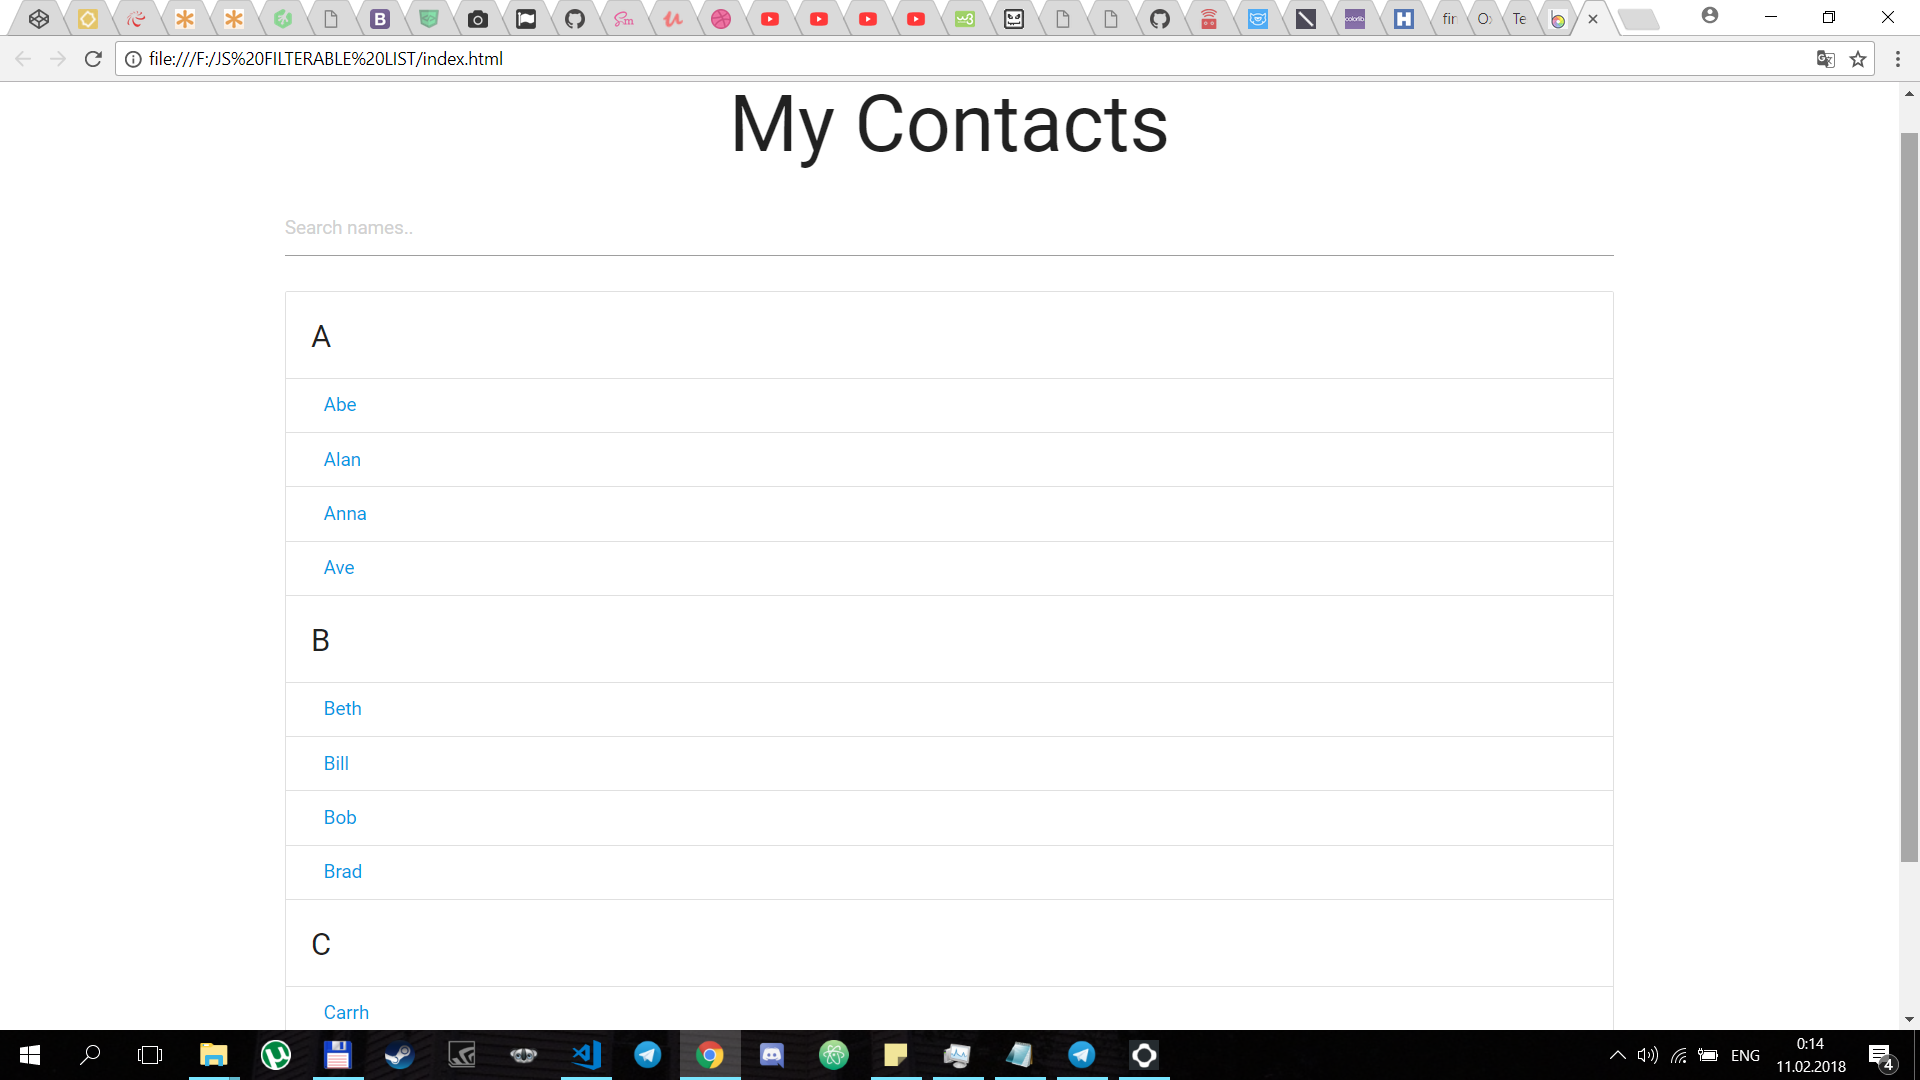 fir
Te
file:///F:/JS%20FILTERABLE%20LIST/index.html
My Contacts
Search names..
A
Abe
Alan
Anna
Ave
B
Beth
Bill
Bob
Brad
C
Carrh
ENG
0:14
11.02.2018
4